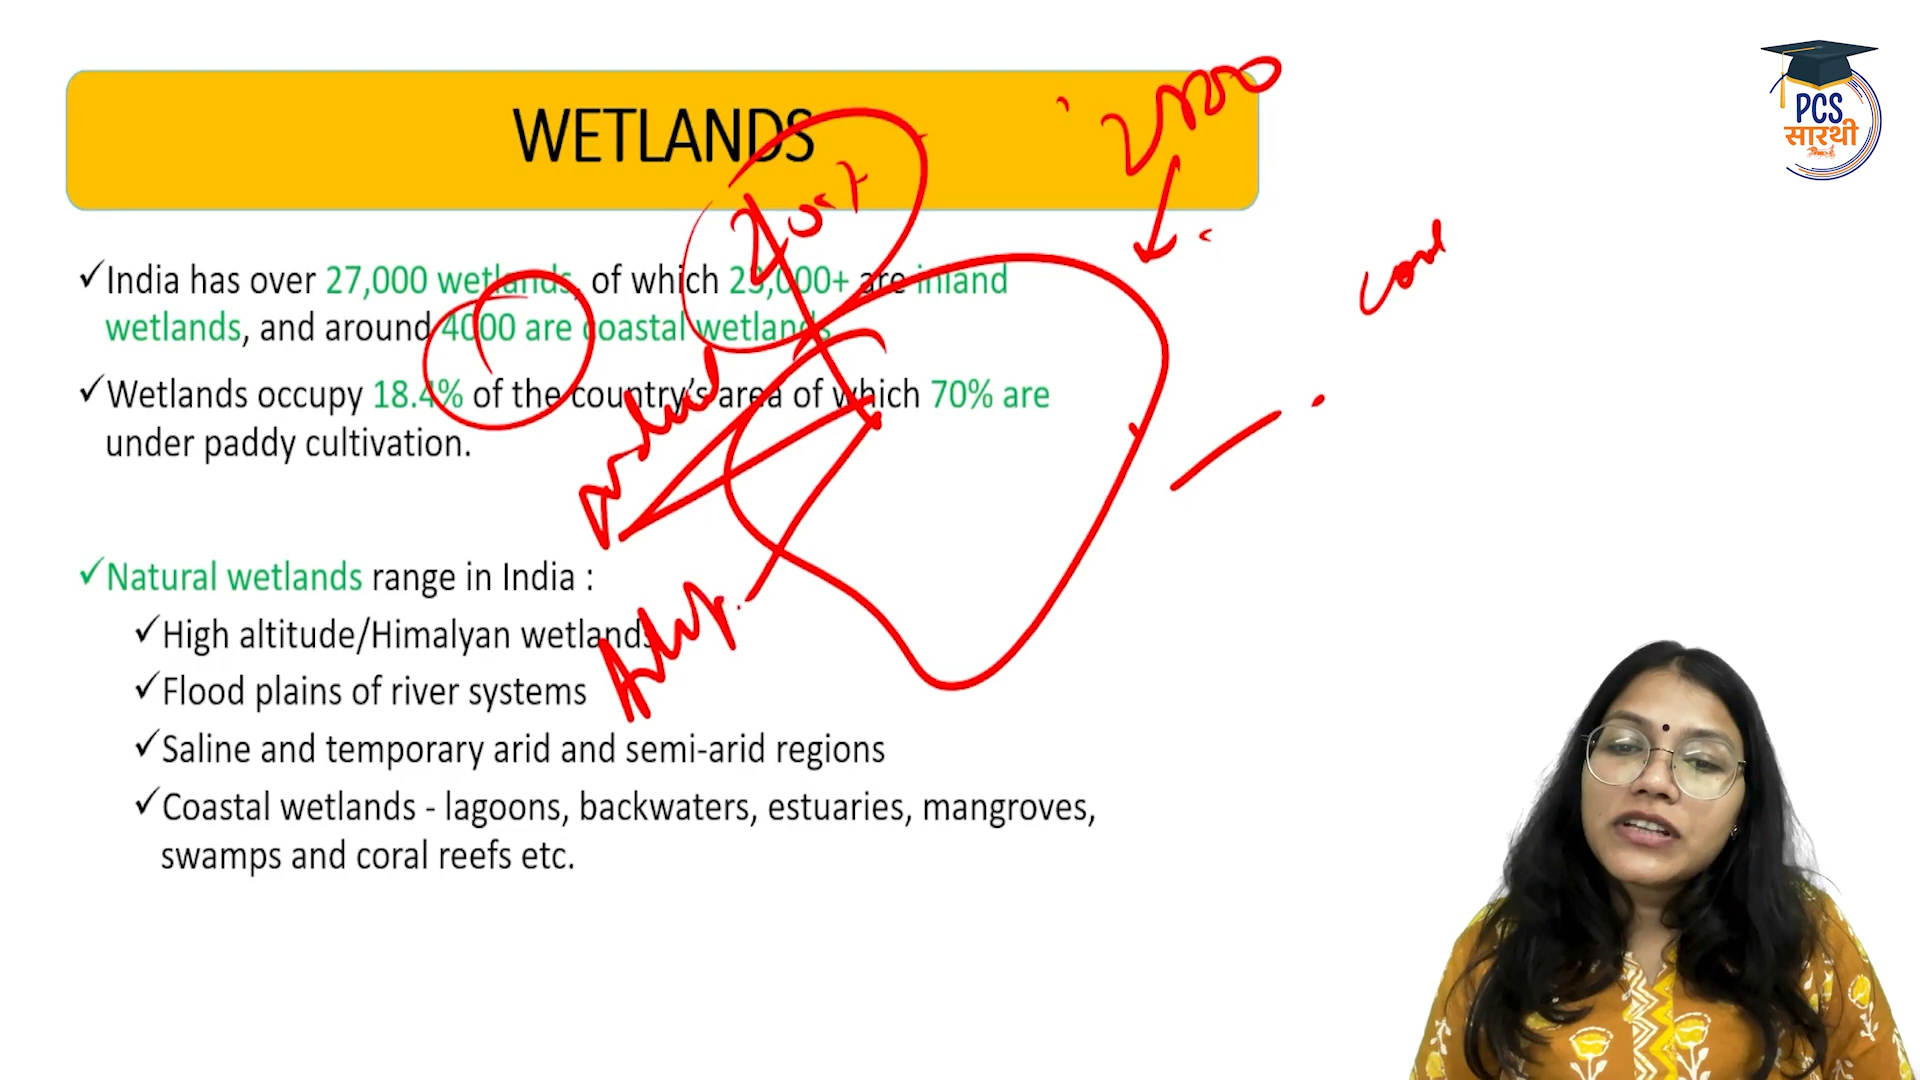 WETLANDS
PCS
सारथी
✓India has over 27,000 wetlands, of which 23,000+ are inland
wetlands, and around 4000 are coastal wetlands
✓Wetlands occupy 18.4% of the country's area of which 70% are
under paddy cultivation.
✓Natural wetlands range in India :
✓High altitude/Himalyan wetlands
✓Flood plains of river systems
✓Saline and temporary arid and semi-arid regions
✓Coastal wetlands - lagoons, backwaters, estuaries, mangroves,
swamps and coral reefs etc.